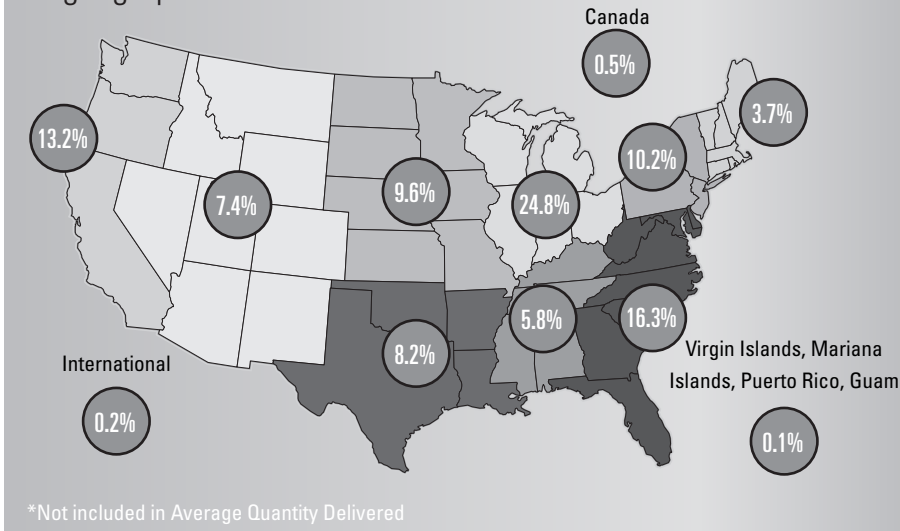 Canada
0.5%
3.7%
13.2%
10.2%
9.6%
7.4%
24.8%
5.8%
16.3%
8.2%
Virgin Islands, Mariana
Islands, Puerto Rico, Guam
0.1%
International
0.2%
*Not included in Average Quantity Delivered